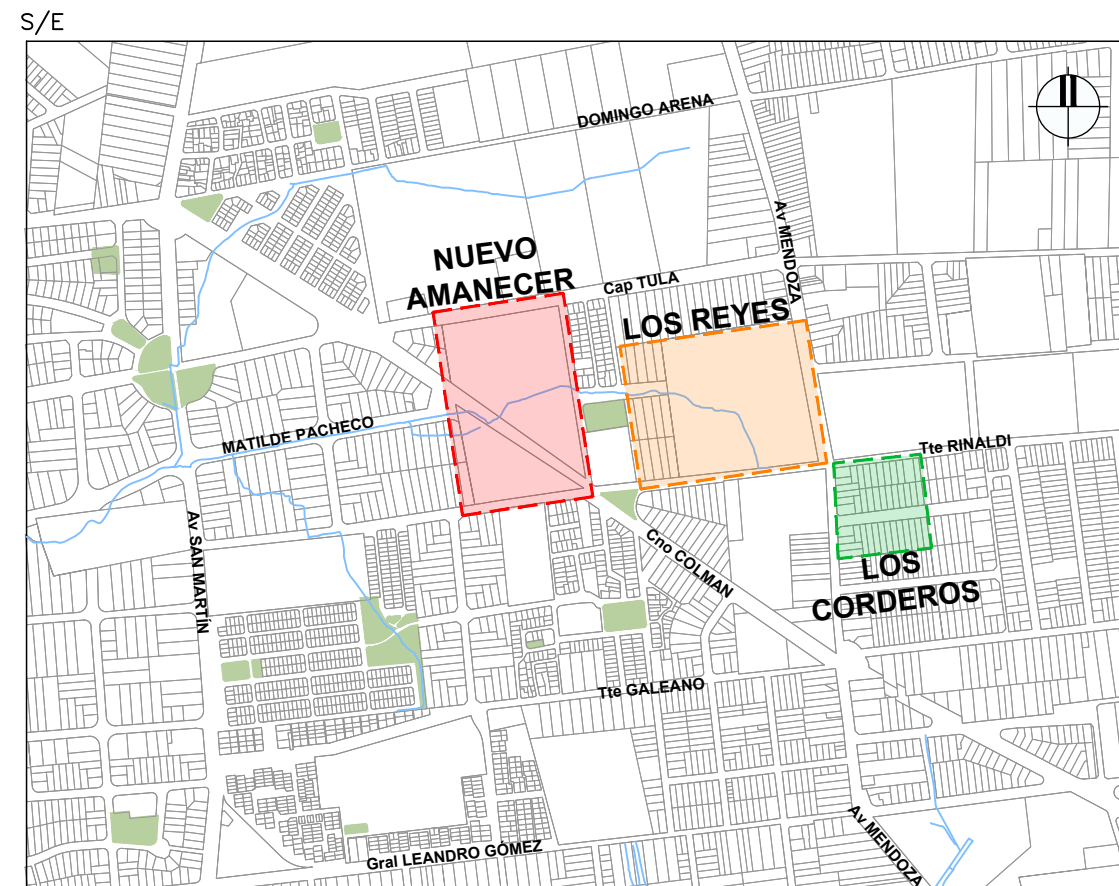 S/E
DOMINGO ARENA
Av MENDOZA
NUEVO
AMANECER
Cap TULA
LOS REYES
MATILDE PACHECO
Tte RINALDI
Av SAN MARTÍN
Cno COLMAN
LOS
CORDEROS
Tte GALEANO
Av MENDOZA
Gral LEANDRO GÓMEZ